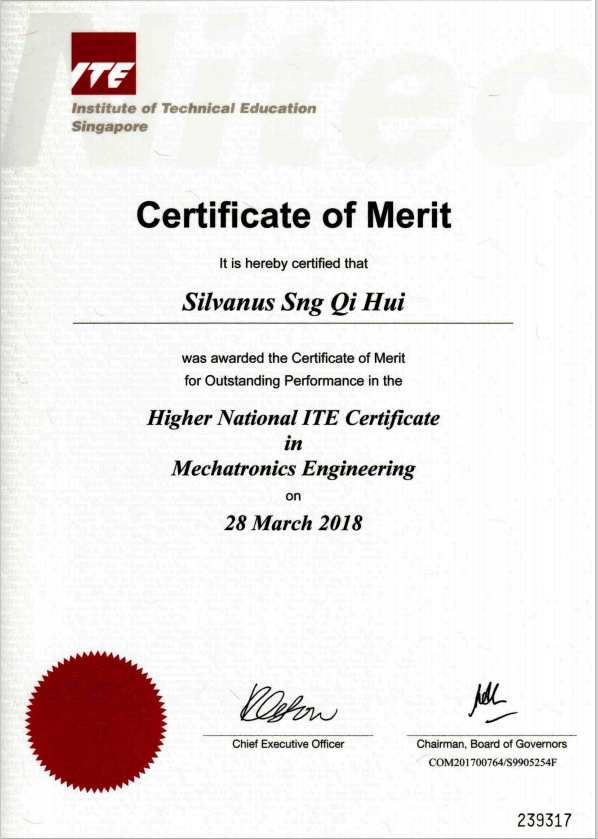 Nitec
ITE
Institute of Technical Education
Singapore
Certificate of Merit
It is hereby certified that
Silvanus Sng Qi Hui
was awarded the Certificate of Merit
for Outstanding Performance in the
Higher National ITE Certificate
in
Mechatronics Engineering
on
28 March 2018
Chief Executive Officer
Chairman, Board of Governors
COM201700764/S9905254F
239317